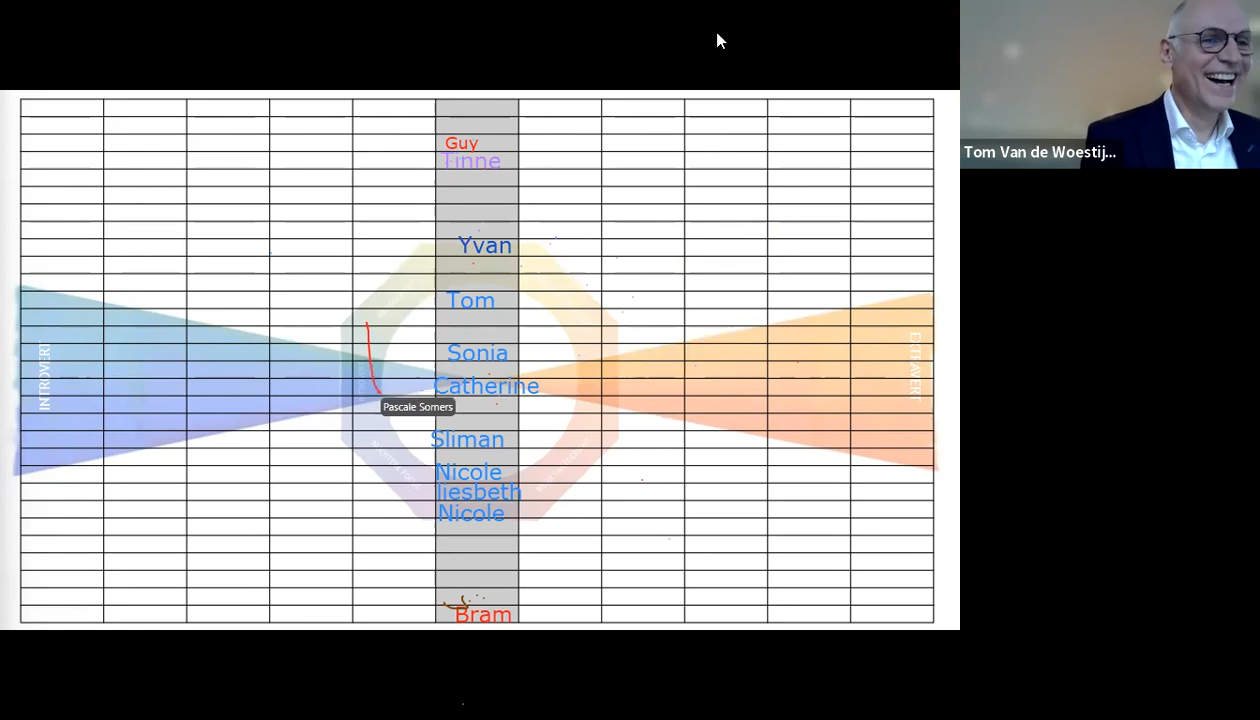 Guy
Tinne
Tom Van de Woestij...
Yvan
Tom
INTROVERT
EXTRAVERT
Sonia
Catherine
Pascale Somers
Sliman
Nicole
liesbeth
Nicole
Bram